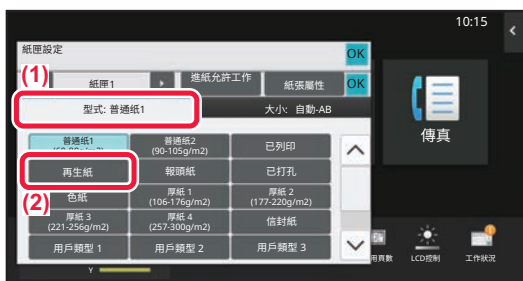 10:15
紙匣設定
OK
(1)
紙匣1
進紙允許工作
紙張屬性
OK
型式: 普通紙1
大小: 自動-AB
普通紙1
普通紙2
(90-105g/m2)
已列印
再生紙
報頭紙
已打孔
(2)
色紙
厚紙 1
(106-176g/m2)
厚紙 2
(177-220g/m2)
厚紙 3
(221-256g/m2)
厚紙 4
(257-300g/m2)
信封紙
用戶類型 1
用戶類型 2
用戶類型 3
傳真
用頁數
LCD控制
工作狀況
Y